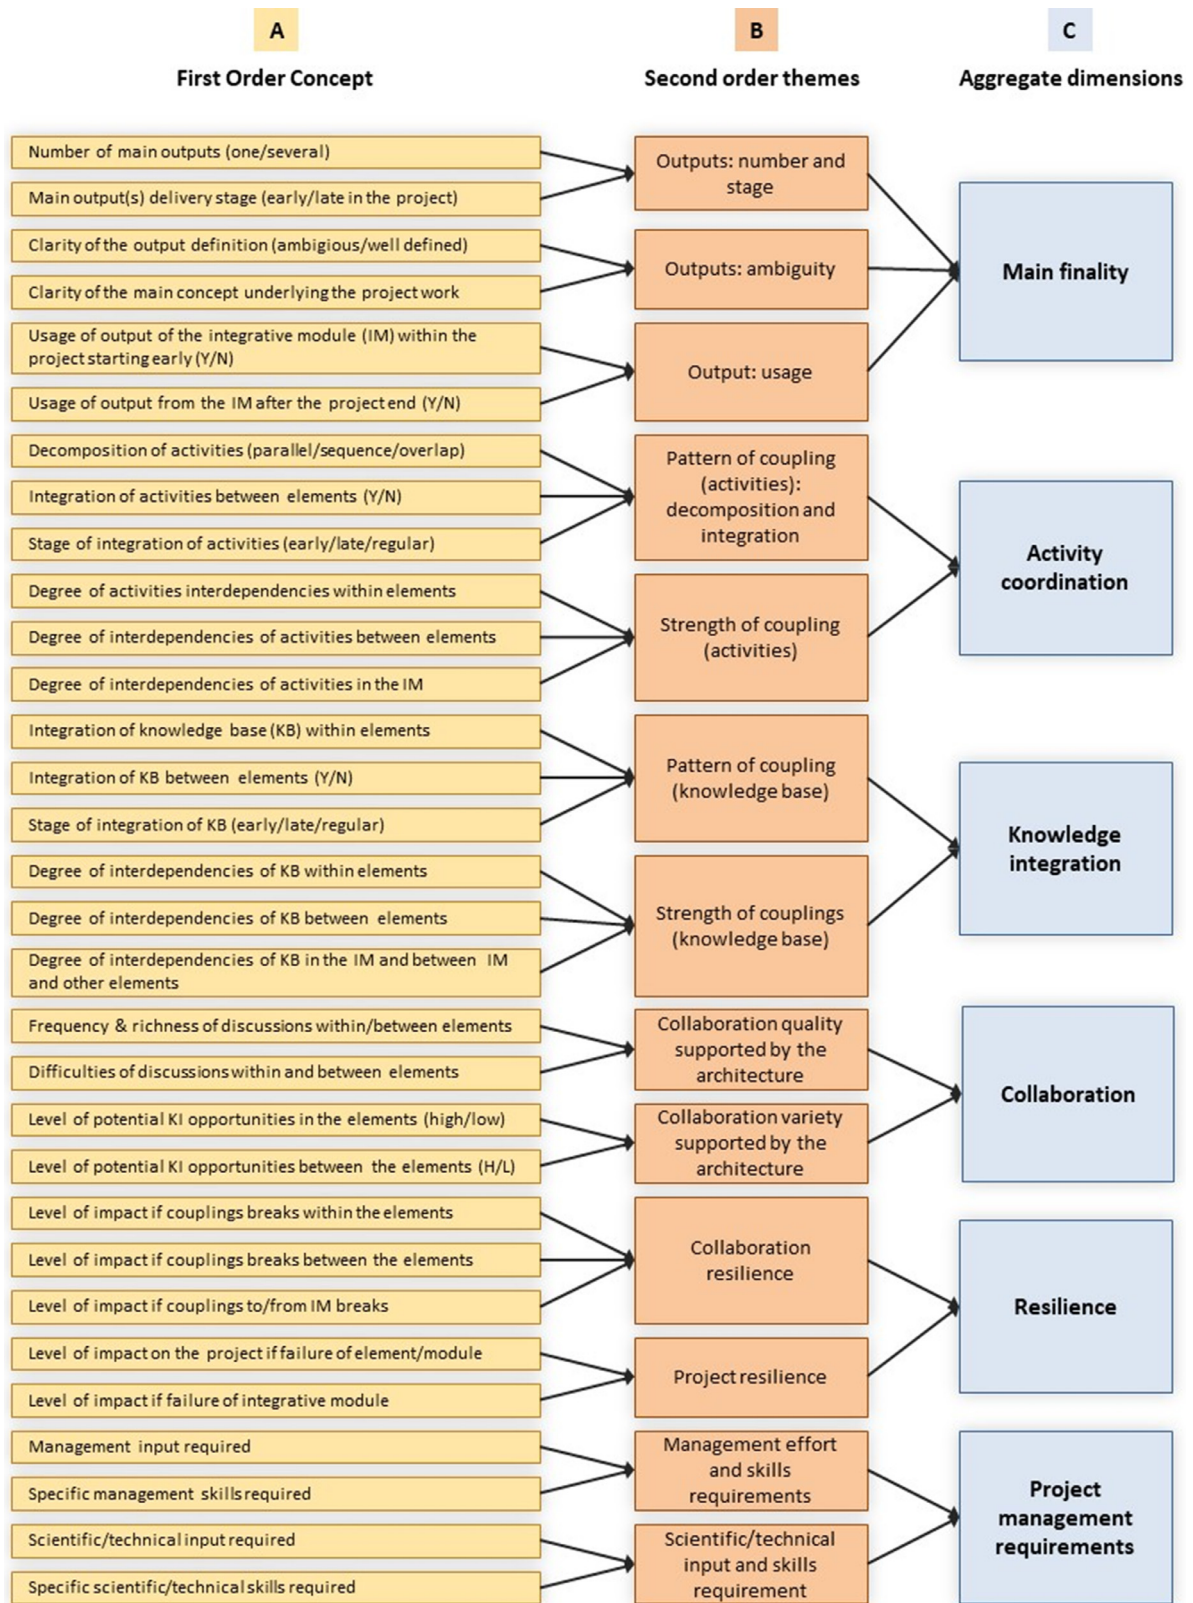 A
B
C
First Order Concept
Second order themes
Aggregate dimensions
Number of main outputs (one/several)
Main output(s) delivery stage (early/late in the project)
Outputs: number and
stage
Clarity of the output definition (ambigious/well defined)
Clarity of the main concept underlying the project work
Outputs: ambiguity
Usage of output of the integrative module (IM) within the
project starting early (Y/N)
Usage of output from the IM after the project end (Y/N)
Output: usage
Main finality
Decomposition of activities (parallel/sequence/overlap)
Integration of activities between elements (Y/N)
Stage of integration of activities (early/late/regular)
Pattern of coupling
(activities):
decomposition and
integration
Degree of activities interdependencies within elements
Degree of interdependencies of activities between elements
Degree of interdependencies of activities in the IM
Strength of coupling
(activities)
Activity
coordination
Integration of knowledge base (KB) within elements
Integration of KB between elements (Y/N)
Stage of integration of KB (early/late/regular)
Pattern of coupling
(knowledge base)
Degree of interdependencies of KB within elements
Degree of interdependencies of KB between elements
Degree of interdependencies of KB in the IM and between IM
and other elements
Strength of couplings
(knowledge base)
Knowledge
integration
Frequency & richness of discussions within/between elements
Difficulties of discussions within and between elements
Collaboration quality
supported by the
architecture
Level of potential KI opportunities in the elements (high/low)
Level of potential KI opportunities between the elements (H/L)
Collaboration variety
supported by the
architecture
Collaboration
Level of impact if couplings breaks within the elements
Level of impact if couplings breaks between the elements
Level of impact if couplings to/from IM breaks
Collaboration
resilience
Level of impact on the project if failure of element/module
Level of impact if failure of integrative module
Project resilience
Resilience
Management input required
Specific management skills required
Management effort
and skills
requirements
Scientific/technical input required
Specific scientific/technical skills required
Scientific/technical
input and skills
requirement
Project
management
requirements